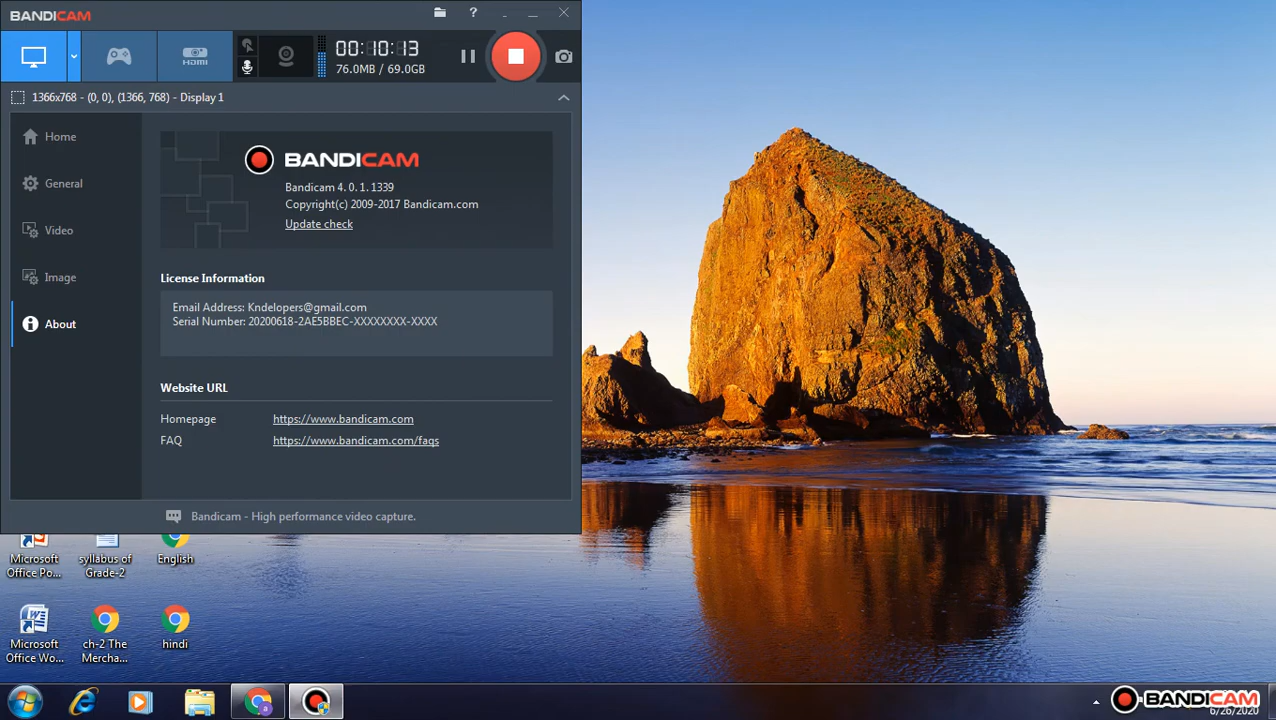 BANDICAM
?
HDMI
00:10:13
76.0MB / 69.0GB
1366x768 - (0, 0), (1366, 768) - Display 1
Home
General
Video
Image
About
BANDICAM
Bandicam 4. 0. 1. 1339
Copyright(c) 2009-2017 Bandicam.com
Update check
License Information
Email Address: Kndelopers@gmail.com
Serial Number: 20200618-2AE5BBEC-XXXXXXXX-XXXX
Website URL
Homepage https://www.bandicam.com
FAQ https://www.bandicam.com/faqs
Bandicam - High performance video capture.
Microsoft Office Po...
syllabus of Grade-2
English
Microsoft Office Wo...
ch-2 The Mercha...
hindi
BANDICAM
6/26/2020